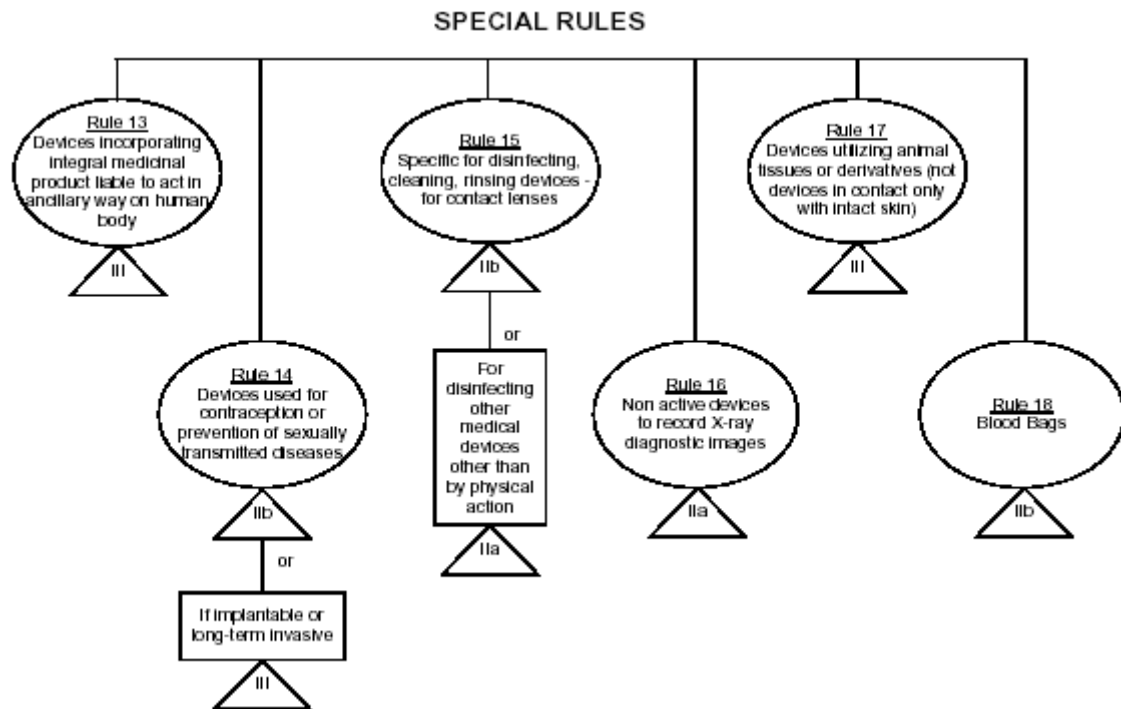 SPECIAL RULES
Rule 13
Devices incorporating
integral medicinal
product liable to act in
ancillary way on human
body
III
Rule 14
Devices used for
contraception or
prevention of sexually
transmitted diseases
IIb
or
If implantable or
long-term invasive
III
Rule 15
Specific for disinfecting,
cleaning, rinsing devices -
for contact lenses
IIb
or
For
disinfecting
other
medical
devices
other than
by physical
action
IIa
Rule 16
Non active devices
to record X-ray
diagnostic images
IIa
Rule 17
Devices utilizing animal
tissues or derivatives (not
devices in contact only
with intact skin)
III
Rule 18
Blood Bags
IIb